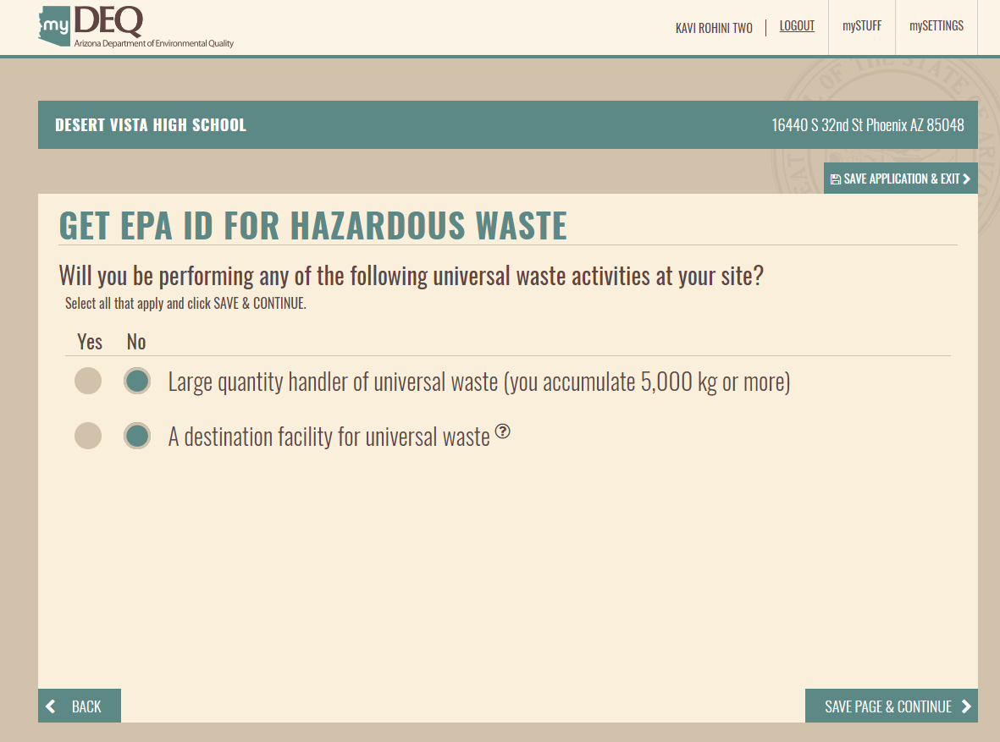 my DEQ
Arizona Department of Environmental Quality
KAVI ROHINI TWO
LOGOUT
mySTUFF
mySETTINGS
DESERT VISTA HIGH SCHOOL
16440 S 32nd St Phoenix AZ 85048
SAVE APPLICATION & EXIT
GET EPA ID FOR HAZARDOUS WASTE
Will you be performing any of the following universal waste activities at your site?
Select all that apply and click SAVE & CONTINUE.
Yes No
Large quantity handler of universal waste (you accumulate 5,000 kg or more)
A destination facility for universal waste ?
BACK
SAVE PAGE & CONTINUE